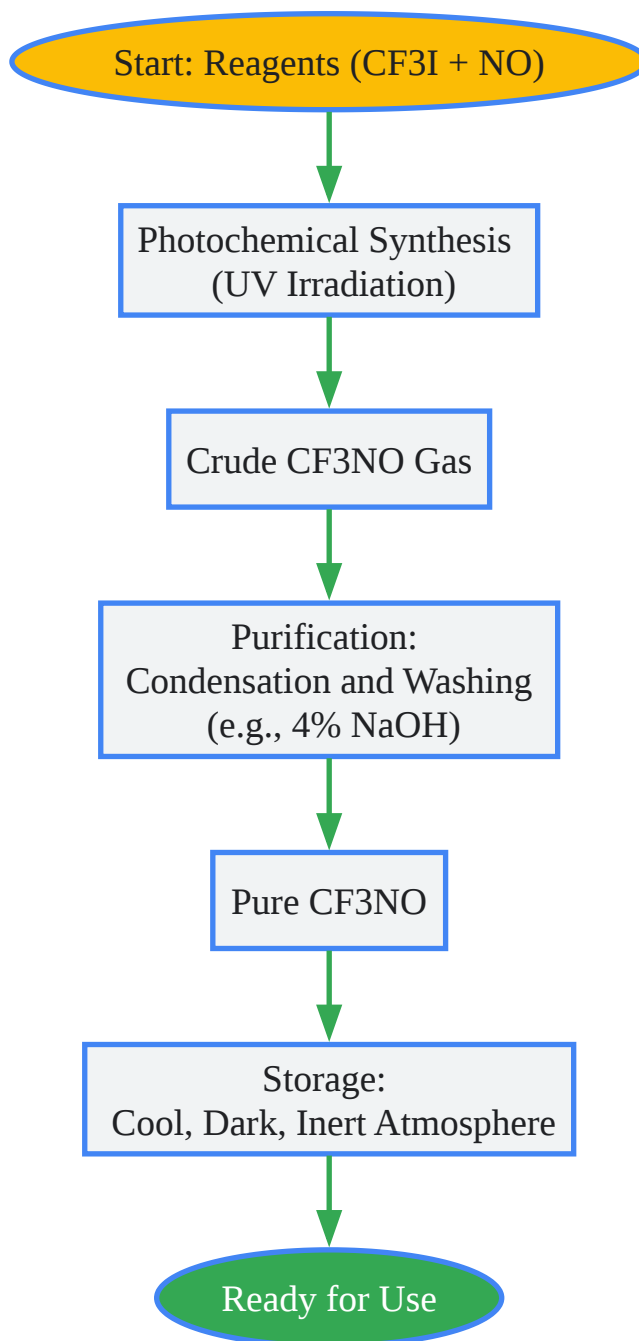 Start: Reagents (CF3I + NO)
Photochemical Synthesis
(UV Irradiation)
Crude CF3NO Gas
Purification:
Condensation and Washing
(e.g., 4% NaOH)
Pure CF3NO
Storage:
Cool, Dark, Inert Atmosphere
Ready for Use